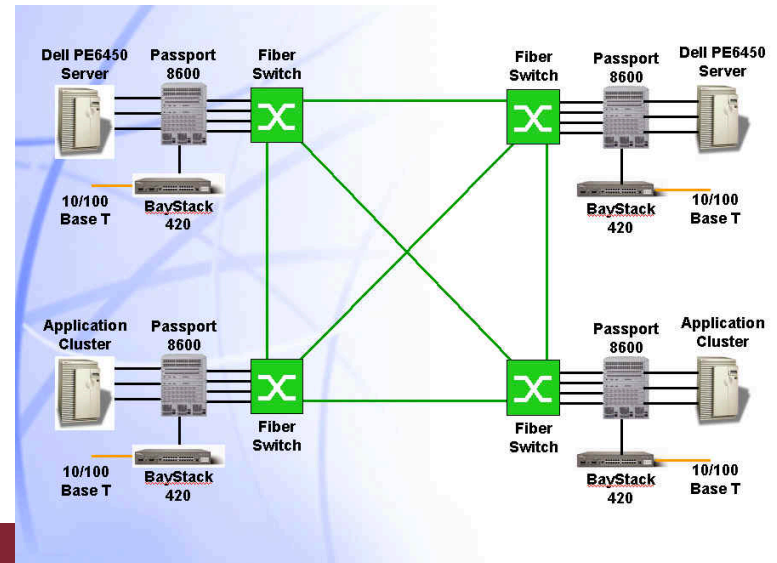 Dell PE6450
Server
Passport
8600
Fiber
Switch
Fiber
Switch
Passport
8600
Dell PE6450
Server
10/100
Base T
BayStack
420
BayStack
420
10/100
Base T
Application
Cluster
Passport
8600
Passport
8600
Application
Cluster
Fiber
Switch
Fiber
Switch
10/100
Base T
BayStack
420
BayStack
420
10/100
Base T